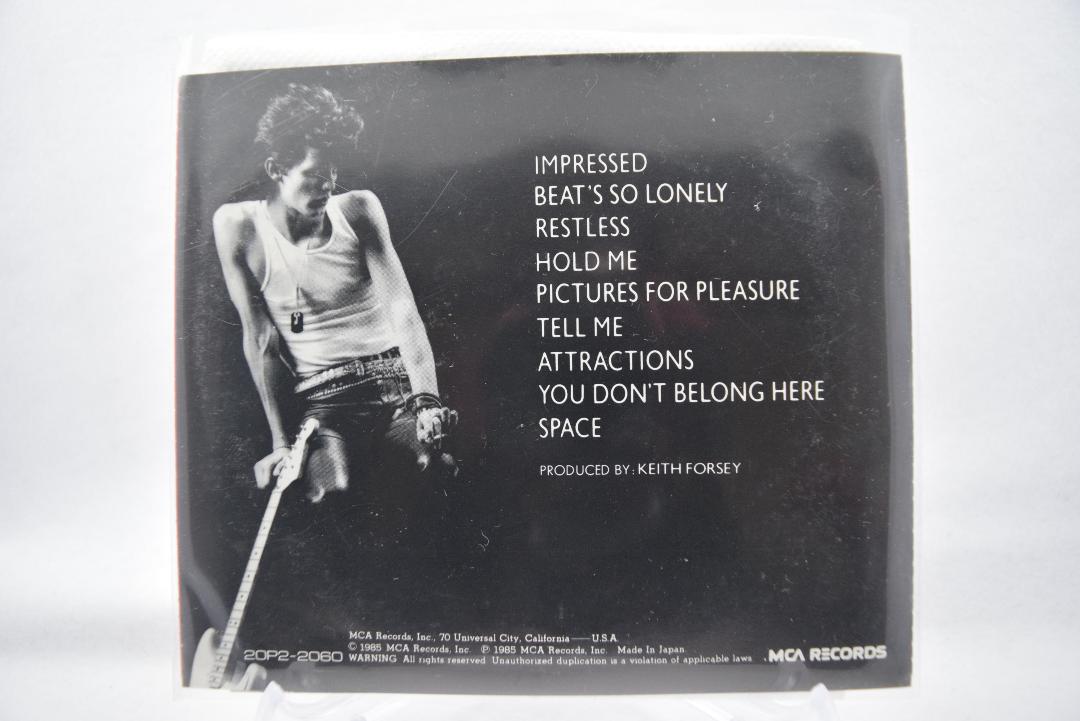 IMPRESSED
BEAT'S SO LONELY
RESTLESS
HOLD ME
PICTURES FOR PLEASURE
TELL ME
ATTRACTIONS
YOU DON'T BELONG HERE
SPACE
PRODUCED BY: KEITH FORSEY
MCA Records, Inc., 70 Universal City, California — U.S.A.
© 1985 MCA Records, Inc. ℗ 1985 MCA Records, Inc. Made In Japan.
20P2-2060 WARNING All rights reserved Unauthorized duplication is a violation of applicable laws . MCA RECORDS